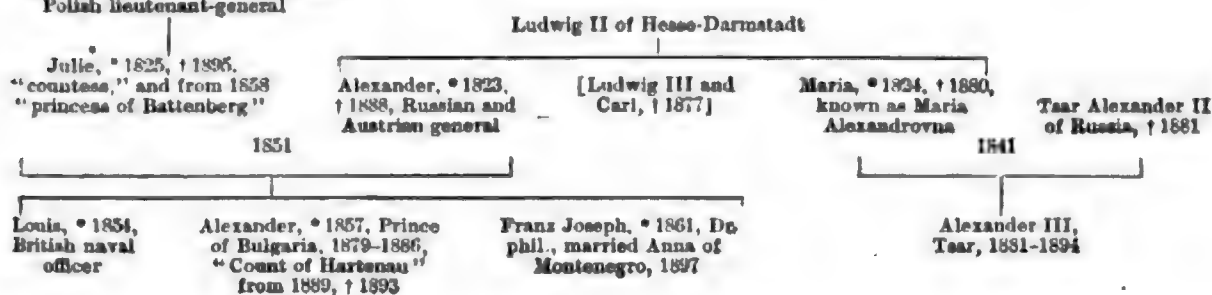 Polish lieutenant-general
Ludwig II of Hesse-Darmstadt
Julie, * 1825, † 1895,
"countess," and from 1858
"princess of Battenberg"
Alexander, * 1823,
† 1888, Russian and
Austrian general
[Ludwig III and
Carl, † 1877]
Maria, * 1824, † 1880,
known as Maria
Alexandrovna
Tsar Alexander II
of Russia, † 1881
1851
1841
Louis, * 1854,
British naval
officer
Alexander, * 1857, Prince
of Bulgaria, 1879-1886,
"Count of Hartenau"
from 1889, † 1893
Franz Joseph, * 1861, Dr.
phil., married Anna of
Montenegro, 1897
Alexander III,
Tsar, 1881-1894